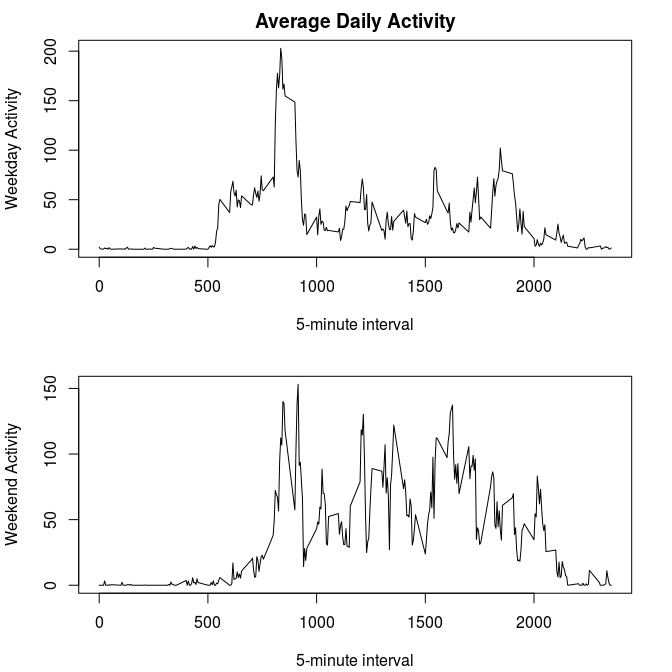 Average Daily Activity
Weekday Activity
200
150
100
50
0
0 500 1000 1500 2000
5-minute interval
Weekend Activity
150
100
50
0
0 500 1000 1500 2000
5-minute interval